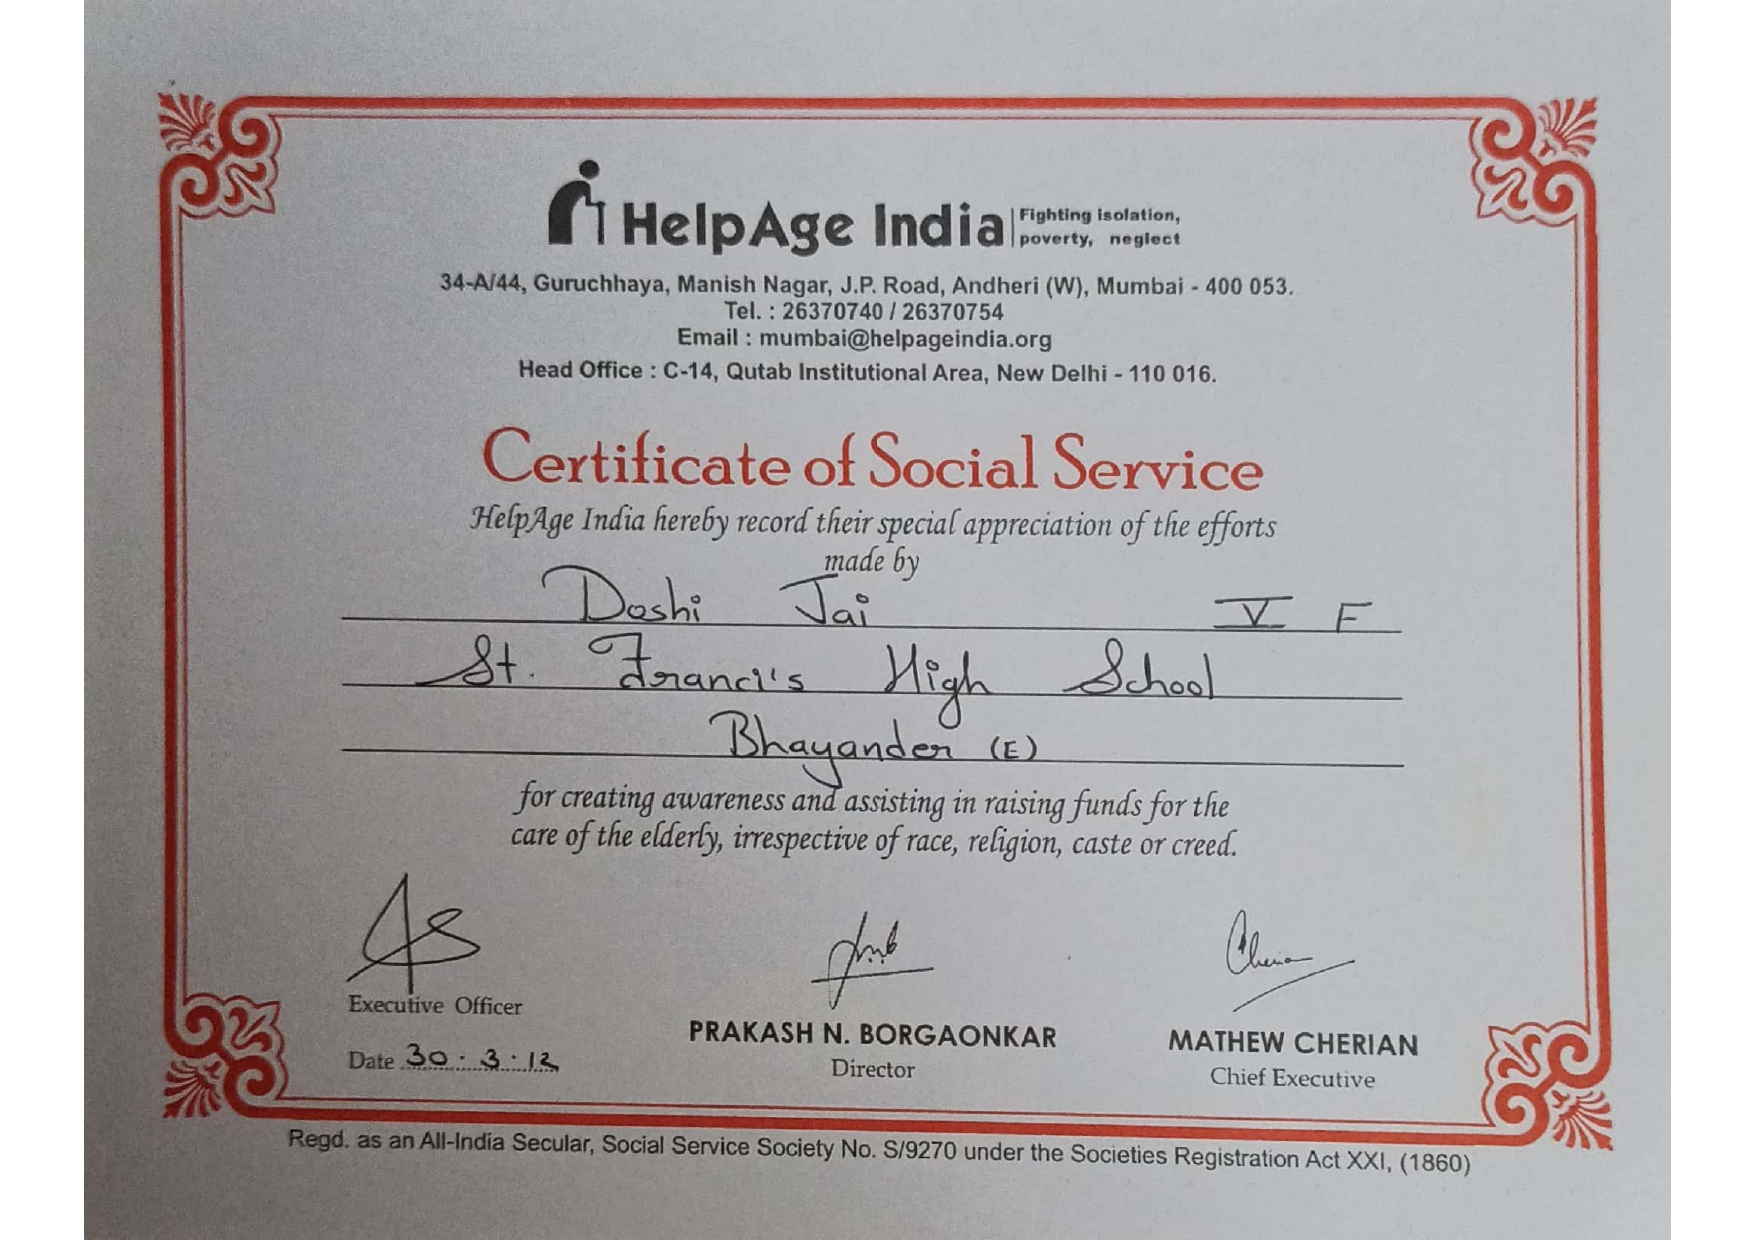 HelpAge India
Fighting isolation,
poverty, neglect
34-A/44, Guruchhaya, Manish Nagar, J.P. Road, Andheri (W), Mumbai - 400 053.
Tel. : 26370740 / 26370754
Email : mumbai@helpageindia.org
Head Office : C-14, Qutab Institutional Area, New Delhi - 110 016.
Certificate of Social Service
HelpAge India hereby record their special appreciation of the efforts
made by
Doshi Jai V F
St. Franci's High School
Bhayander (E)
for creating awareness and assisting in raising funds for the
care of the elderly, irrespective of race, religion, caste or creed.
Executive Officer
Date 30 . 3 . 12
PRAKASH N. BORGAONKAR
Director
MATHEW CHERIAN
Chief Executive
Regd. as an All-India Secular, Social Service Society No. S/9270 under the Societies Registration Act XXI, (1860)